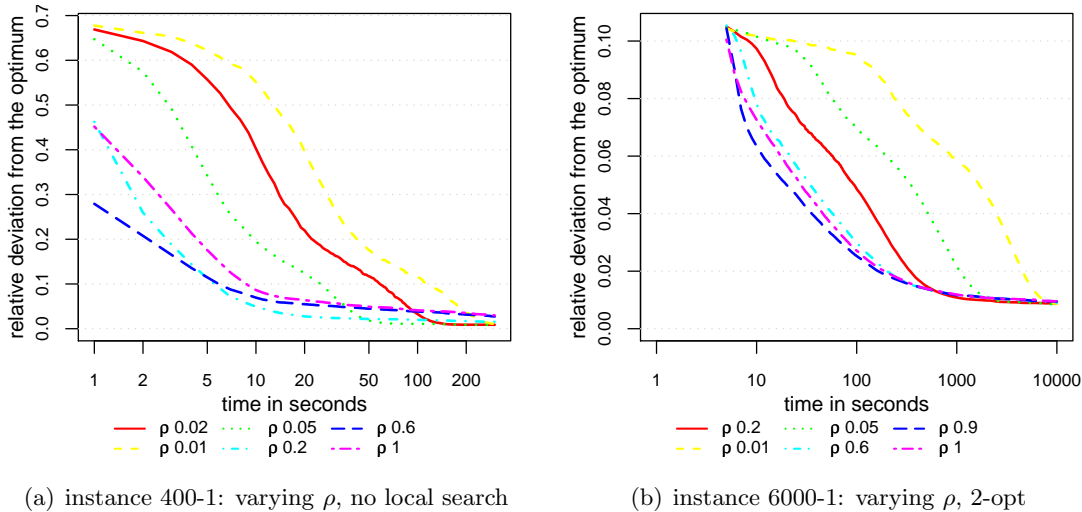 relative deviation from the optimum
0.7
0.6
0.5
0.4
0.3
0.2
0.1
0.0
1 2 5 10 20 50 100 200
time in seconds
ρ 0.02 ρ 0.05 ρ 0.6
ρ 0.01 ρ 0.2 ρ 1
(a) instance 400-1: varying ρ, no local search
relative deviation from the optimum
0.10
0.08
0.06
0.04
0.02
0.00
1 10 100 1000 10000
time in seconds
ρ 0.2 ρ 0.05 ρ 0.9
ρ 0.01 ρ 0.6 ρ 1
(b) instance 6000-1: varying ρ, 2-opt